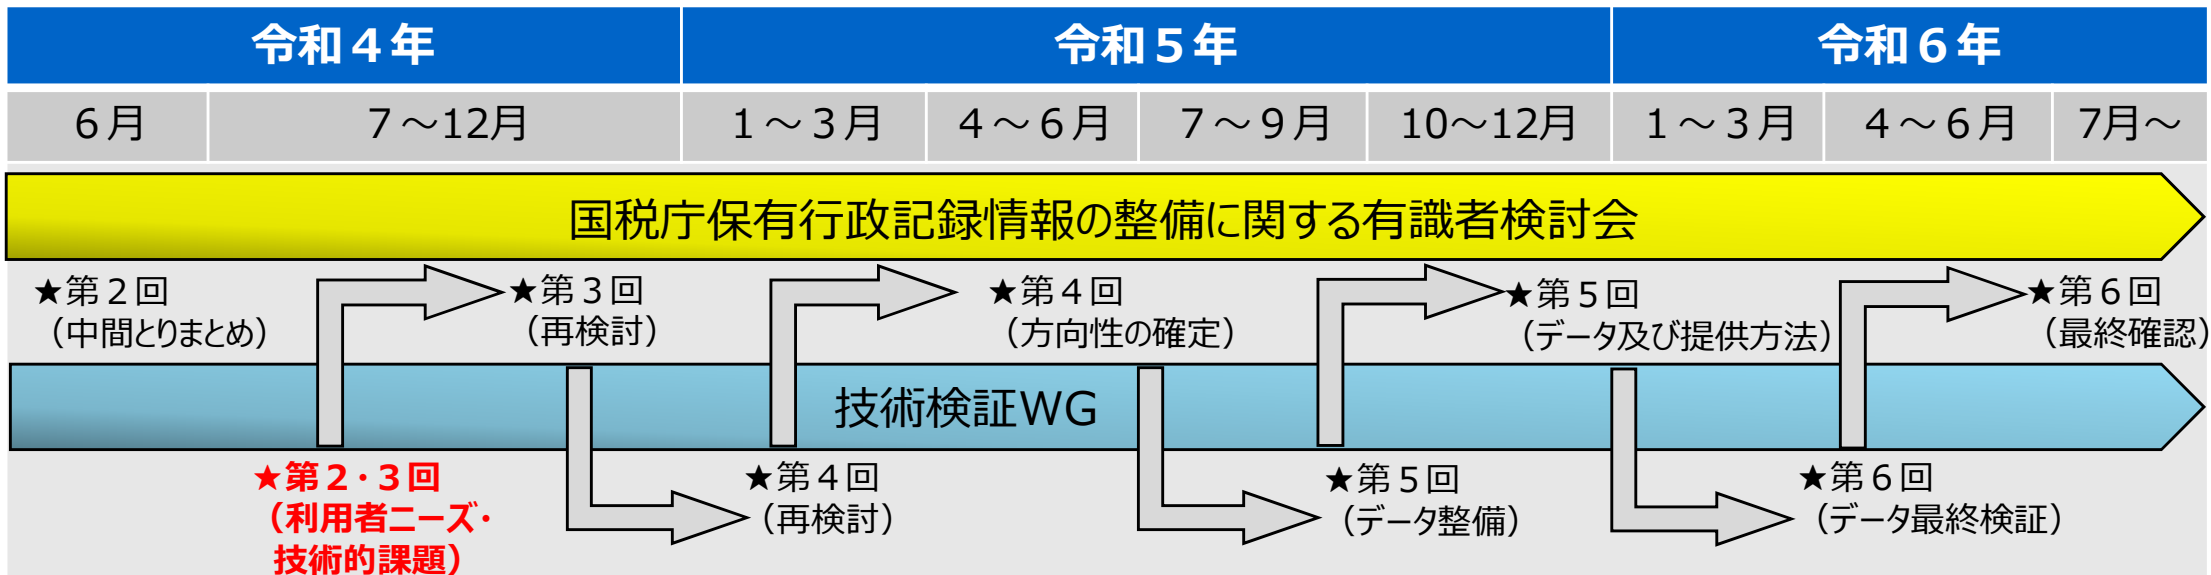 令和４年
令和５年
令和６年
６月
７～12月
１～３月
４～６月
７～９月
10～12月
１～３月
４～６月
7月～
国税庁保有行政記録情報の整備に関する有識者検討会
★第２回
（中間とりまとめ）
★第３回
（再検討）
★第４回
（方向性の確定）
★第５回
（データ及び提供方法）
★第６回
（最終確認）
技術検証WG
★第２・３回
（利用者ニーズ・
技術的課題）
★第４回
（再検討）
★第５回
（データ整備）
★第６回
（データ最終検証）